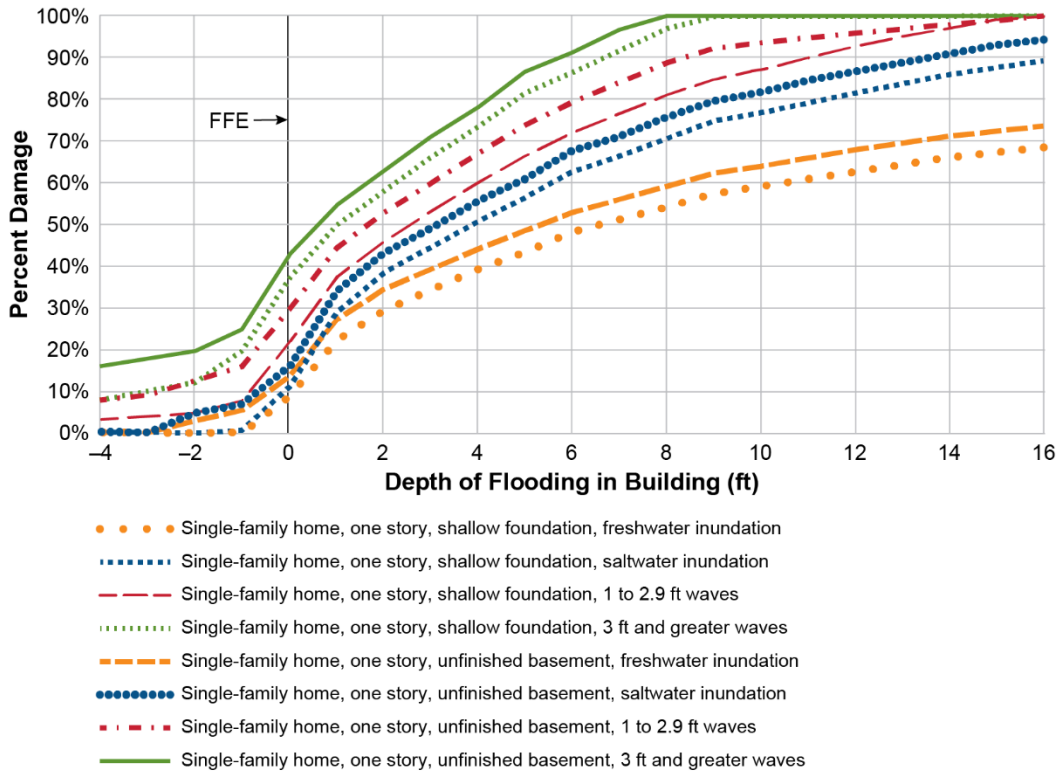 100%
90%
80%
FFE
70%
60%
50%
40%
30%
20%
10%
0%
Percent Damage
–4 –2 0 2 4 6 8 10 12 14 16
Depth of Flooding in Building (ft)
Single-family home, one story, shallow foundation, freshwater inundation
Single-family home, one story, shallow foundation, saltwater inundation
Single-family home, one story, shallow foundation, 1 to 2.9 ft waves
Single-family home, one story, shallow foundation, 3 ft and greater waves
Single-family home, one story, unfinished basement, freshwater inundation
Single-family home, one story, unfinished basement, saltwater inundation
Single-family home, one story, unfinished basement, 1 to 2.9 ft waves
Single-family home, one story, unfinished basement, 3 ft and greater waves